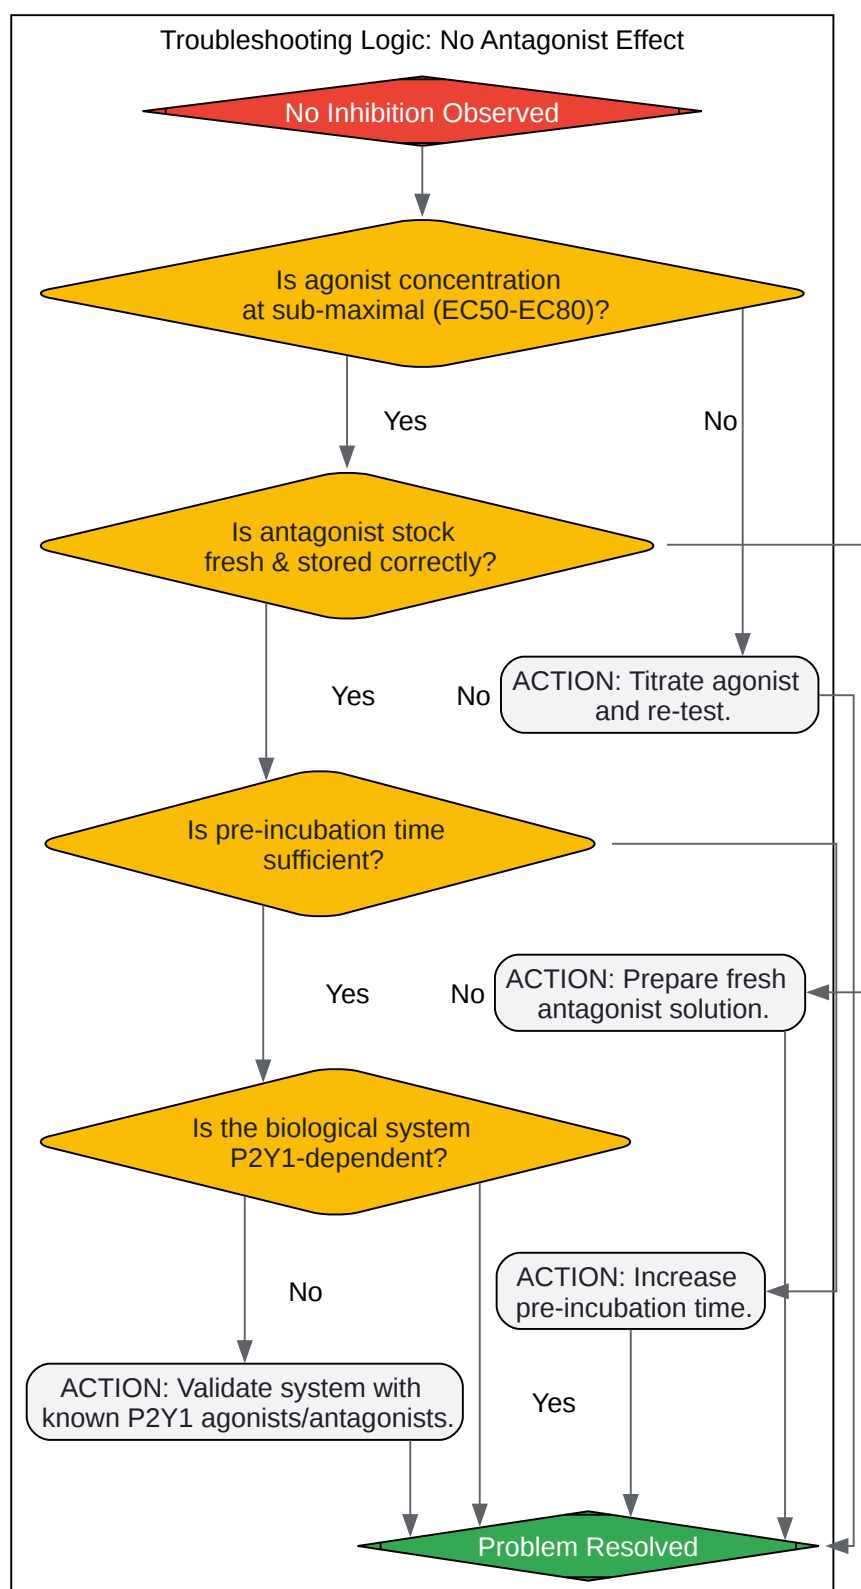 Troubleshooting Logic: No Antagonist Effect
No Inhibition Observed
Is agonist concentration
at sub-maximal (EC50-EC80)?
Yes
No
Is antagonist stock
fresh & stored correctly?
Yes
No
ACTION: Titrate agonist
and re-test.
Is pre-incubation time
sufficient?
Yes
No
ACTION: Prepare fresh
antagonist solution.
Is the biological system
P2Y1-dependent?
No
ACTION: Increase
pre-incubation time.
ACTION: Validate system with
known P2Y1 agonists/antagonists.
Yes
Problem Resolved